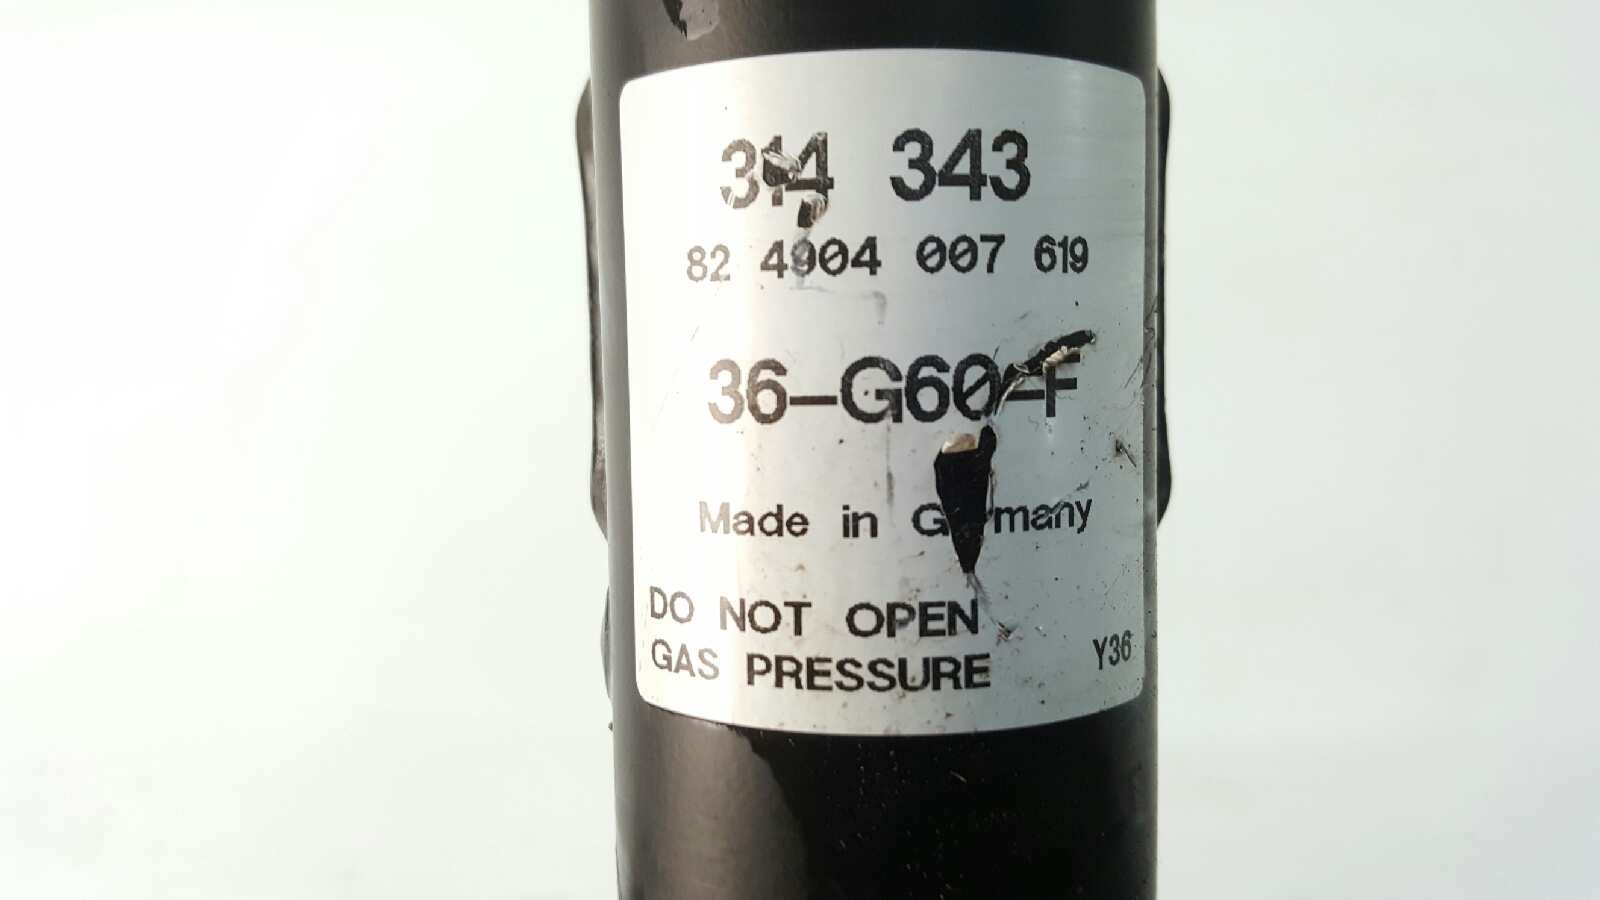 314 343
82 4904 007 619
36-G60-F
Made in Germany
DO NOT OPEN
GAS PRESSURE Y36